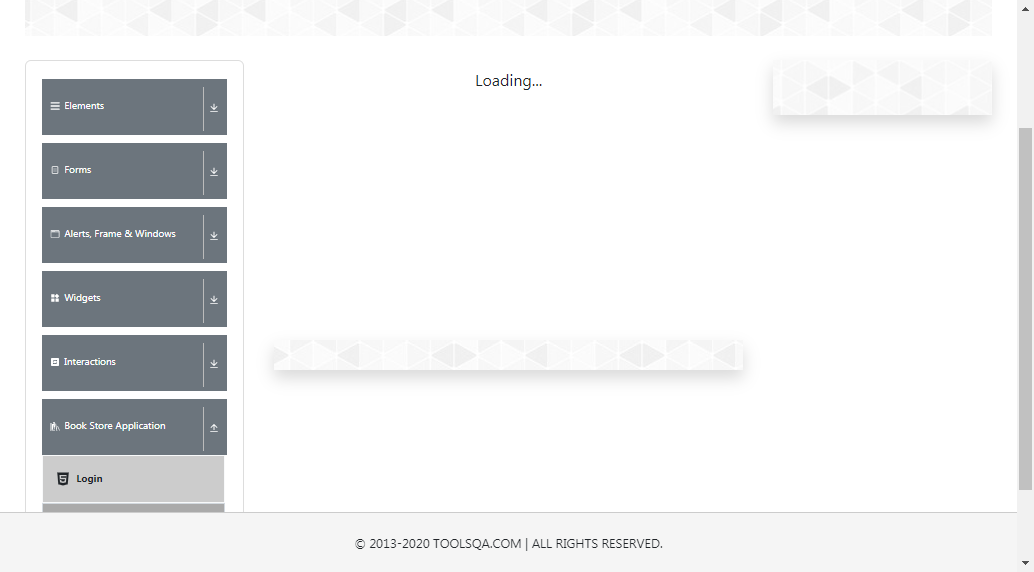 Elements
Loading...
Forms
Alerts, Frame & Windows
Widgets
Interactions
Book Store Application
Login
© 2013-2020 TOOLSQA.COM | ALL RIGHTS RESERVED.